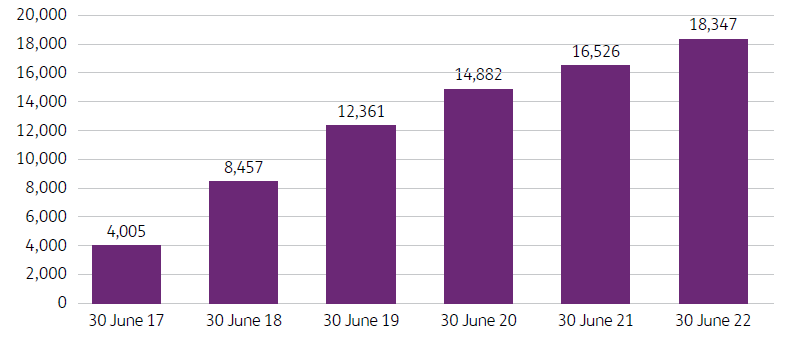 20,000
18,000
16,000
14,000
12,000
10,000
8,000
6,000
4,000
2,000
0
4,005
8,457
12,361
14,882
16,526
18,347
30 June 17
30 June 18
30 June 19
30 June 20
30 June 21
30 June 22